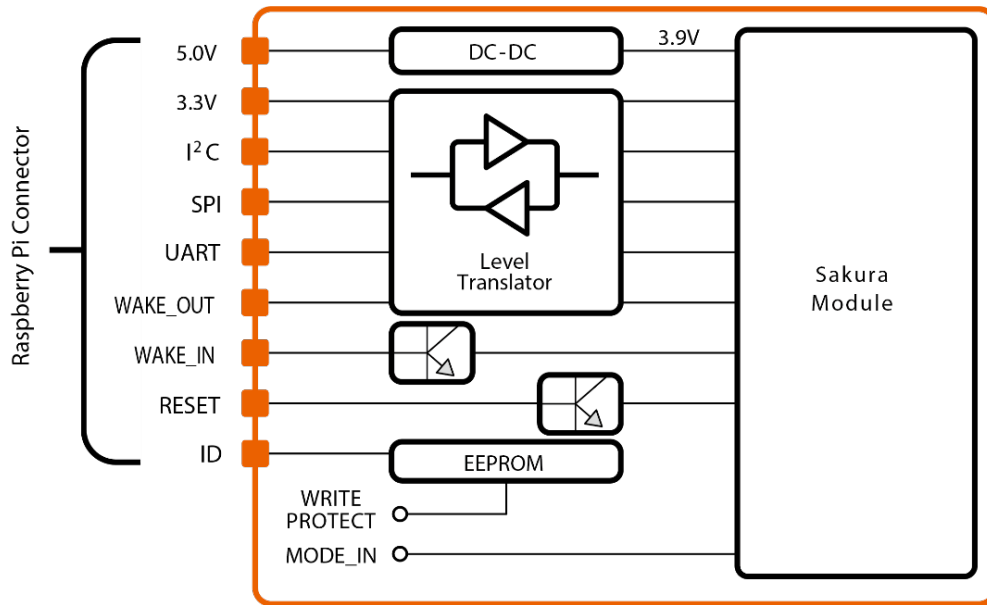 Raspberry Pi Connector
5.0V
3.3V
I²C
SPI
UART
WAKE_OUT
WAKE_IN
RESET
ID
DC-DC
3.9V
Level
Translator
EEPROM
WRITE
PROTECT
MODE_IN
Sakura
Module